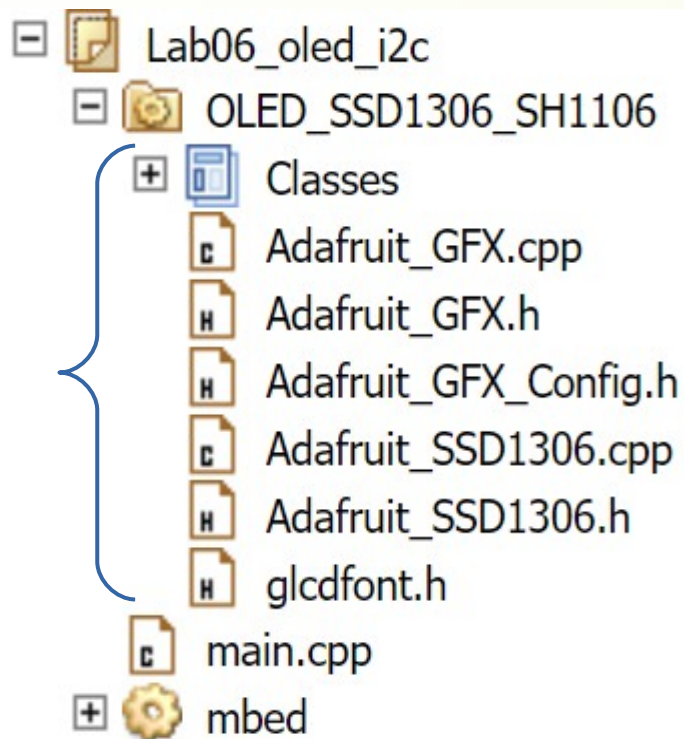 Lab06_oled_i2c
OLED_SSD1306_SH1106
Classes
Adafruit_GFX.cpp
Adafruit_GFX.h
Adafruit_GFX_Config.h
Adafruit_SSD1306.cpp
Adafruit_SSD1306.h
glcdfont.h
main.cpp
mbed